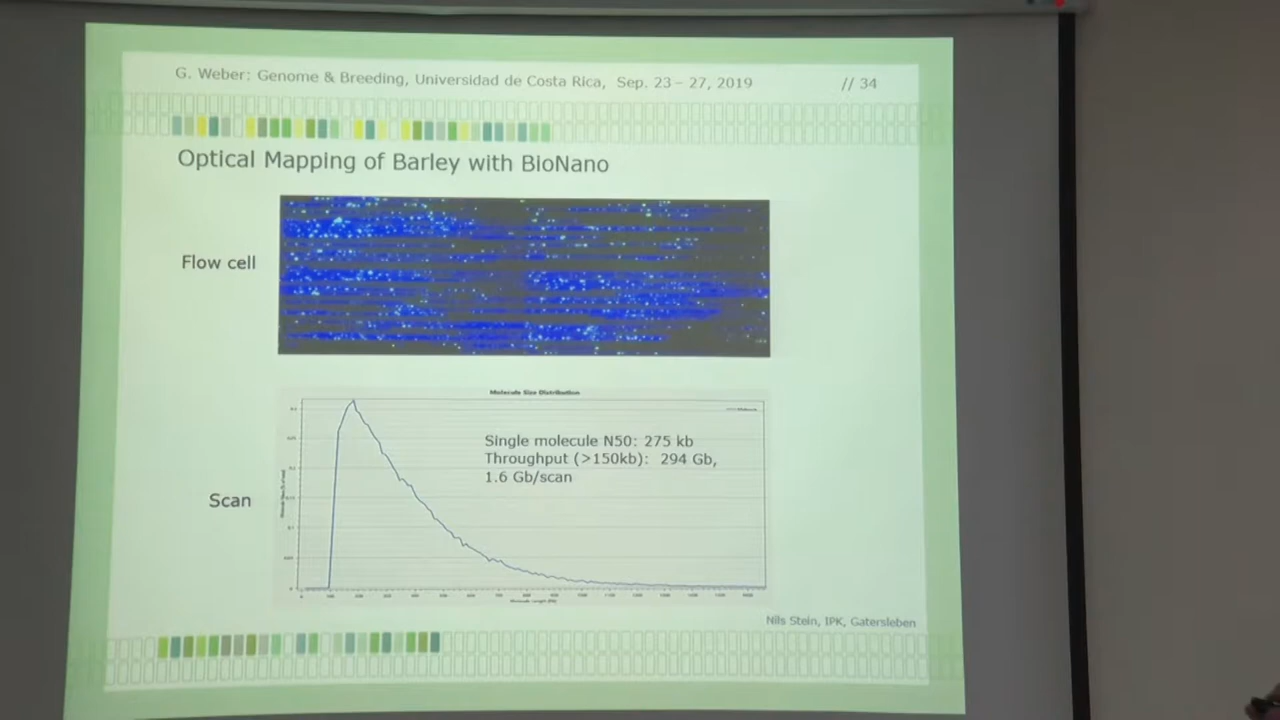 G. Weber: Genome & Breeding, Universidad de Costa Rica, Sep. 23 – 27, 2019 // 34
Optical Mapping of Barley with BioNano
Flow cell
Molecule Size Distribution
Single molecule N50: 275 kb
Throughput (>150kb): 294 Gb,
1.6 Gb/scan
Scan
Nils Stein, IPK, Gatersleben